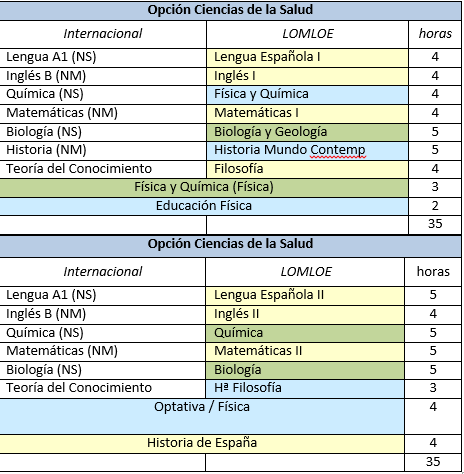 Opción Ciencias de la Salud
Internacional LOMLOE horas
Lengua A1 (NS) Lengua Española I 4
Inglés B (NM) Inglés I 4
Química (NS) Física y Química 4
Matemáticas (NM) Matemáticas I 4
Biología (NS) Biología y Geología 5
Historia (NM) Historia Mundo Contemp 5
Teoría del Conocimiento Filosofía 4
Física y Química (Física) 3
Educación Física 2
35
Opción Ciencias de la Salud
Internacional LOMLOE horas
Lengua A1 (NS) Lengua Española II 5
Inglés B (NM) Inglés II 4
Química (NS) Química 5
Matemáticas (NM) Matemáticas II 5
Biología (NS) Biología 5
Teoría del Conocimiento Hª Filosofía 3
Optativa / Física 4
Historia de España 4
35